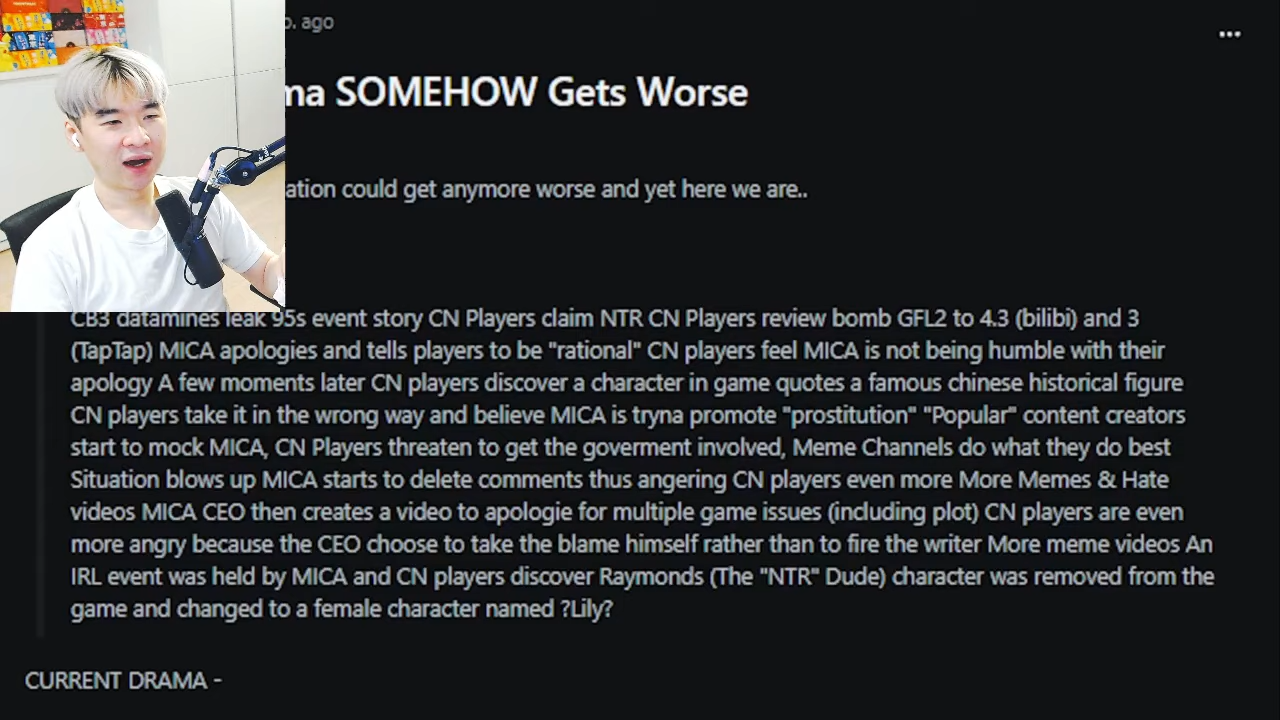 o. ago
ma SOMEHOW Gets Worse
ation could get anymore worse and yet here we are..
CB3 datamines leak 95s event story CN Players claim NTR CN Players review bomb GFL2 to 4.3 (bilibi) and 3
(TapTap) MICA apologies and tells players to be "rational" CN players feel MICA is not being humble with their
apology A few moments later CN players discover a character in game quotes a famous chinese historical figure
CN players take it in the wrong way and believe MICA is tryna promote "prostitution" "Popular" content creators
start to mock MICA, CN Players threaten to get the goverment involved, Meme Channels do what they do best
Situation blows up MICA starts to delete comments thus angering CN players even more More Memes & Hate
videos MICA CEO then creates a video to apologie for multiple game issues (including plot) CN players are even
more angry because the CEO choose to take the blame himself rather than to fire the writer More meme videos An
IRL event was held by MICA and CN players discover Raymonds (The "NTR" Dude) character was removed from the
game and changed to a female character named ?Lily?
CURRENT DRAMA -